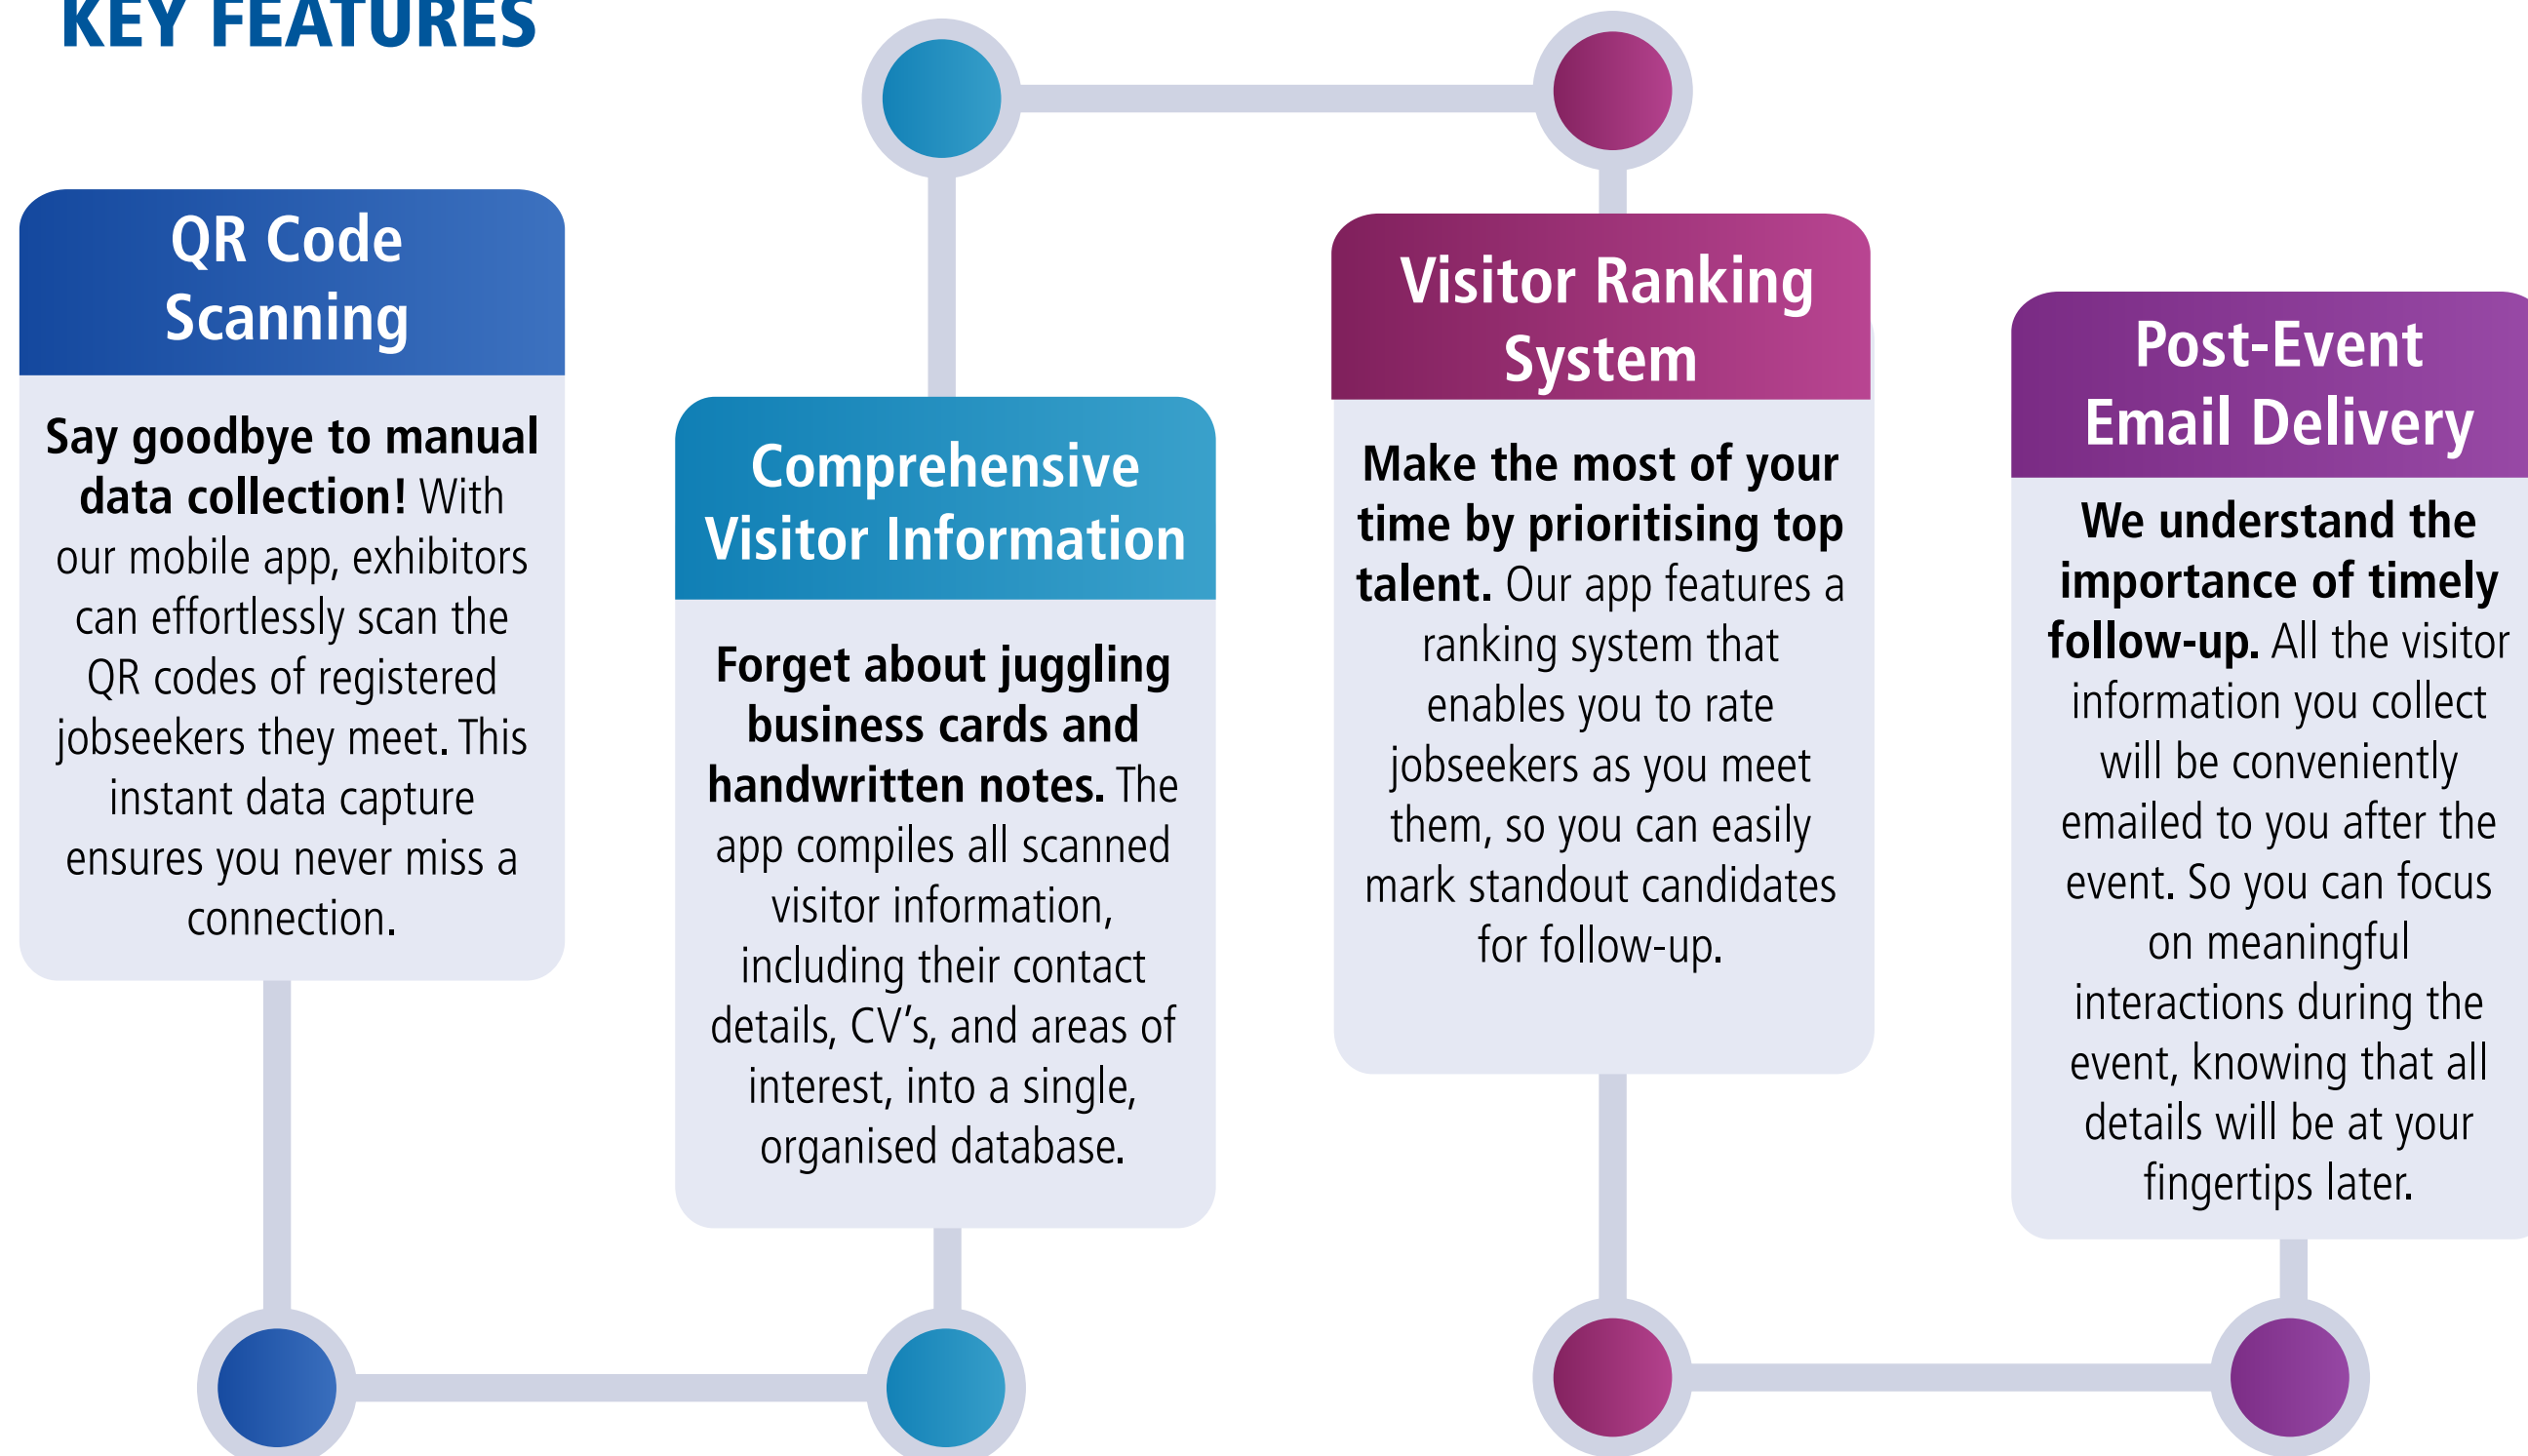 KEY FEATURES
QR Code
Scanning
Say goodbye to manual
data collection! With
our mobile app, exhibitors
can effortlessly scan the
QR codes of registered
jobseekers they meet. This
instant data capture
ensures you never miss a
connection.
Comprehensive
Visitor Information
Forget about juggling
business cards and
handwritten notes. The
app compiles all scanned
visitor information,
including their contact
details, CV’s, and areas of
interest, into a single,
organised database.
Visitor Ranking
System
Make the most of your
time by prioritising top
talent. Our app features a
ranking system that
enables you to rate
jobseekers as you meet
them, so you can easily
mark standout candidates
for follow-up.
Post-Event
Email Delivery
We understand the
importance of timely
follow-up. All the visitor
information you collect
will be conveniently
emailed to you after the
event. So you can focus
on meaningful
interactions during the
event, knowing that all
details will be at your
fingertips later.